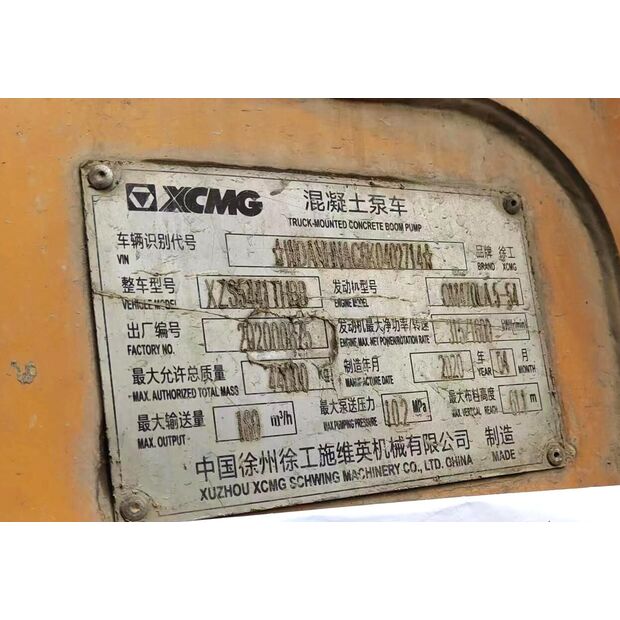 XCMG 混凝土泵车
TRUCK-MOUNTED CONCRETE BOOM PUMP
车辆识别代号 品牌 徐工
VIN BRAND XCMG
整车型号 发动机型号
VEHICLE MODEL ENGINE MODEL
出厂编号 发动机最大净功率/转速
FACTORY NO. ENGINE.MAX. NET POWER/ROTATION RATE
最大允许总质量 制造年月 2020 年 04 月
MAX. AUTHORIZED TOTAL MASS MANUFACTURE DATE YEAR MONTH
最大输送量 180 m³/h 最大泵送压力 10.2 MPa 最大布料高度 m
MAX. OUTPUT MAX.PUMPING PRESSURE MAX. VERTICAL REACH
中国徐州徐工施维英机械有限公司 制造
XUZHOU XCMG SCHWING MACHINERY CO., LTD. CHINA MADE